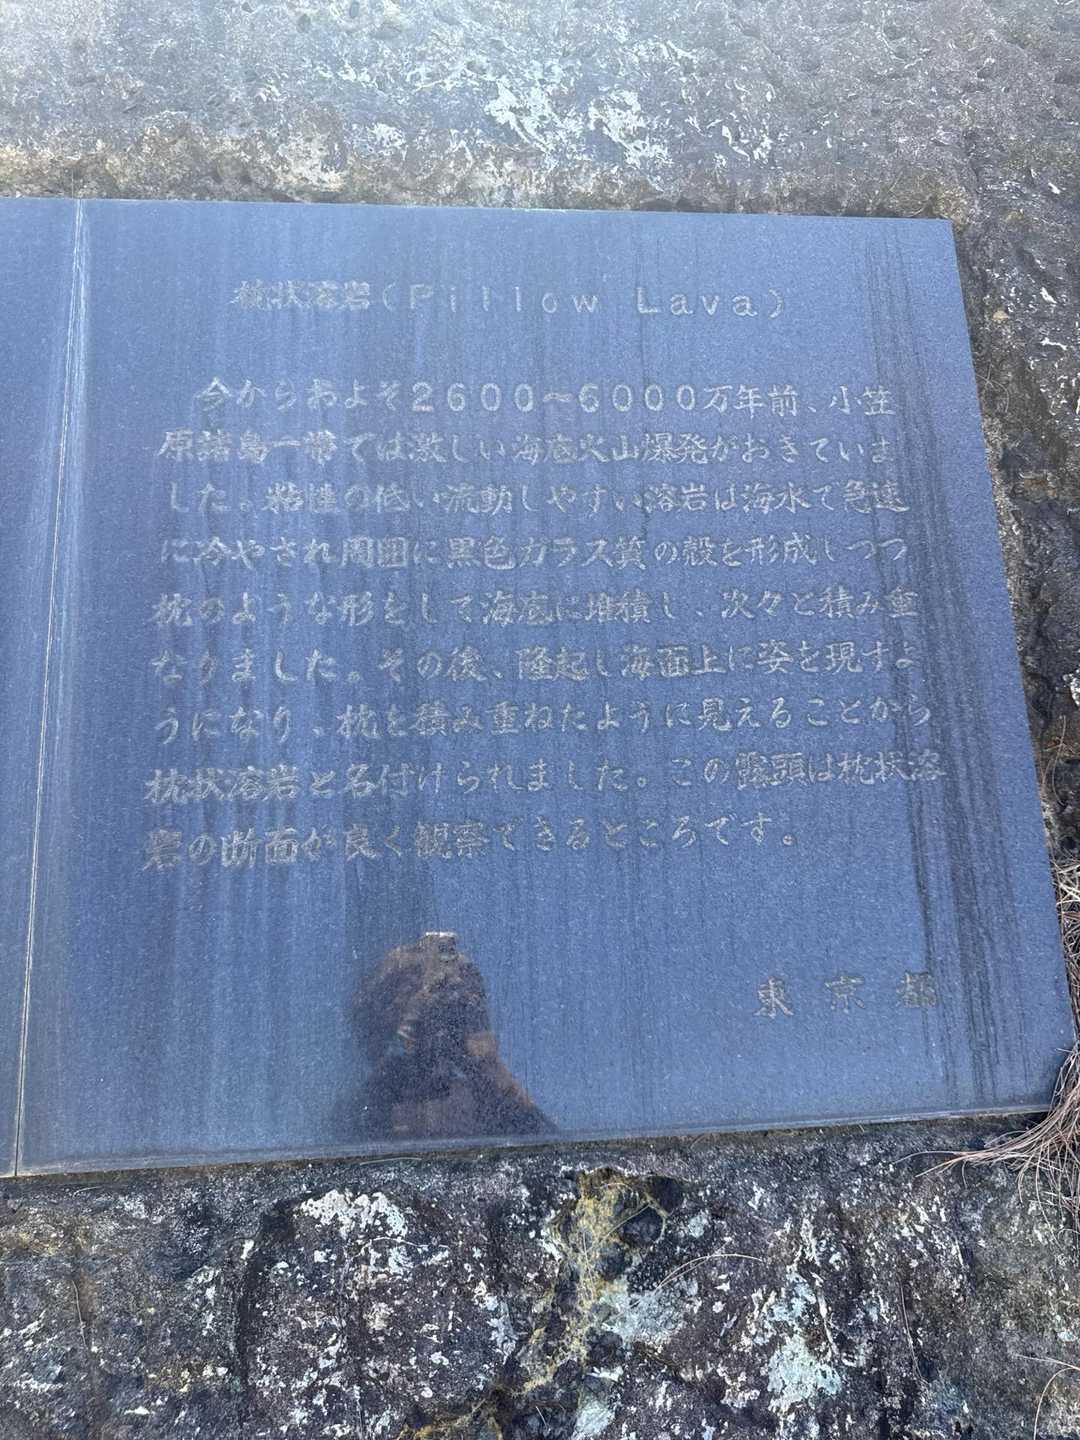 枕状溶岩(Pillow Lava)
今からおよそ2600～6000万年前、小笠
原諸島一帯では激しい海底火山爆発がおきていま
した。粘性の低い流動しやすい溶岩は海水で急速
に冷やされ周囲に黒色ガラス質の殻を形成しつつ
枕のような形をして海底に堆積し、次々と積み重
なりました。その後、隆起し海面上に姿を現すよ
うになり、枕を積み重ねたように見えることから
枕状溶岩と名付けられました。この露頭は枕状溶
岩の断面が良く観察できるところです。
東京都